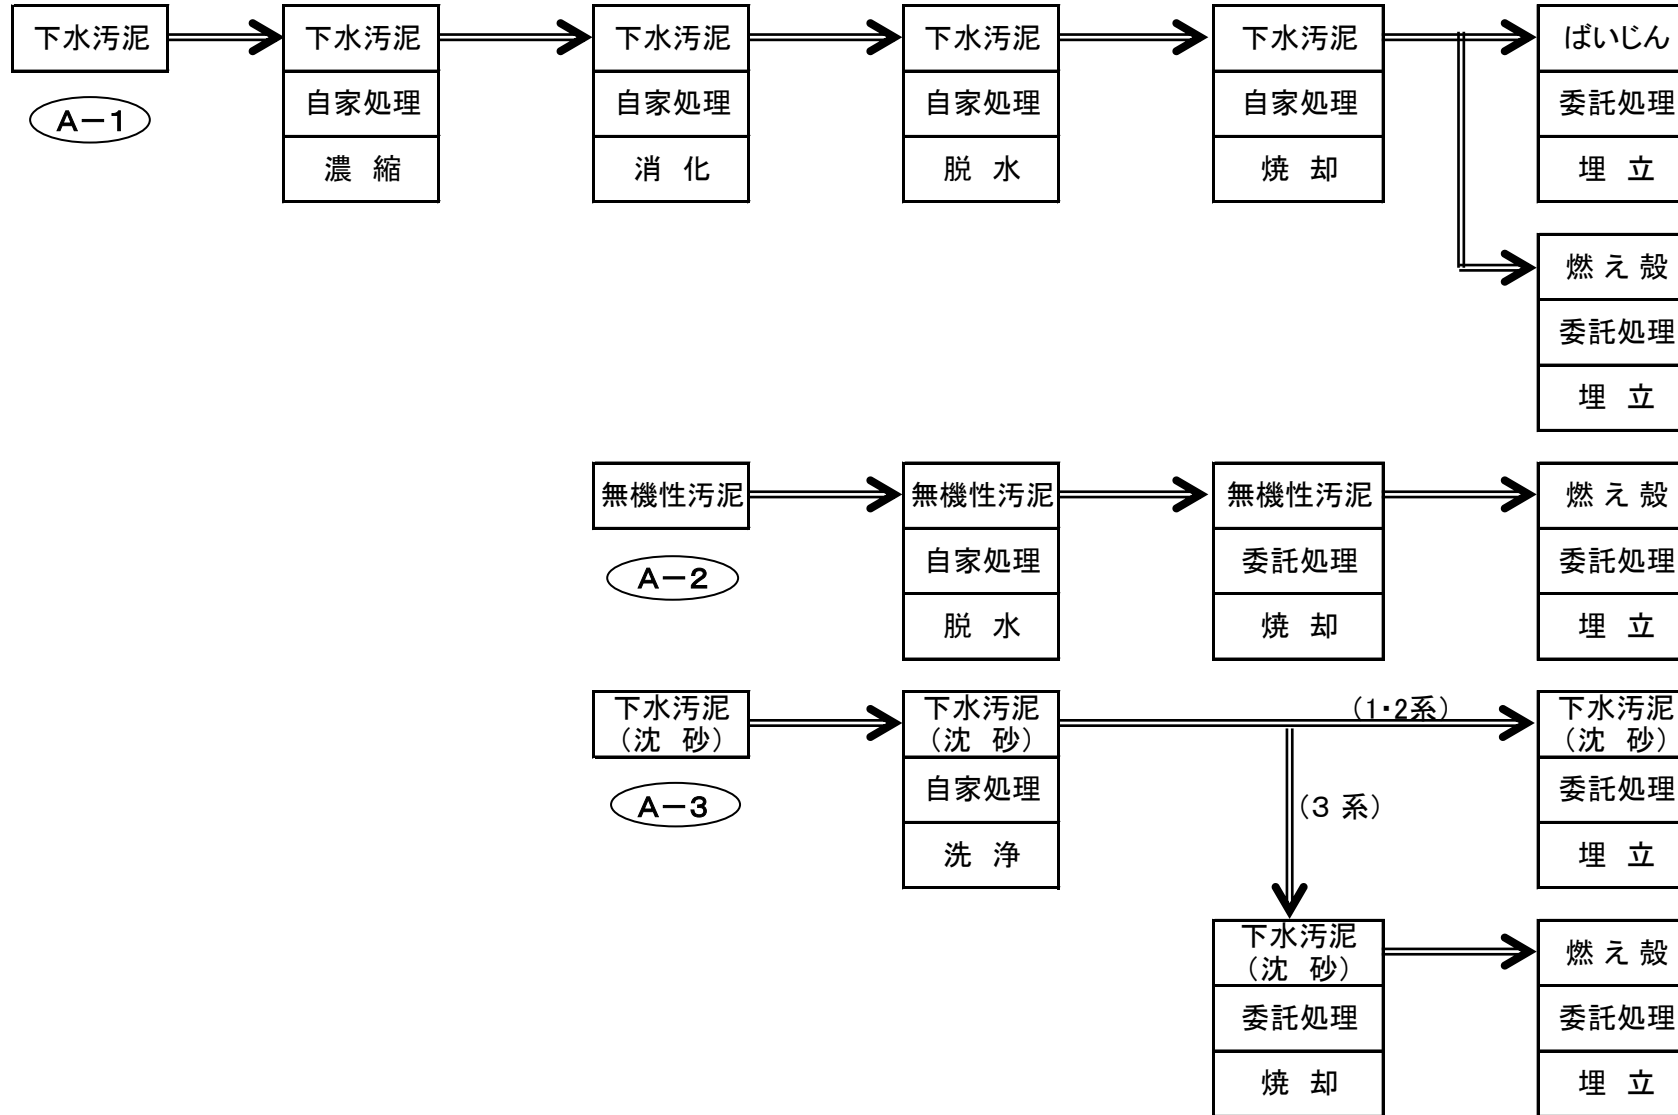 下水汚泥
下水汚泥
下水汚泥
下水汚泥
下水汚泥
ばいじん
A－1
自家処理
自家処理
自家処理
自家処理
委託処理
濃 縮
消 化
脱 水
焼 却
埋 立
燃 え 殻
委託処理
埋 立
無機性汚泥
無機性汚泥
無機性汚泥
燃 え 殻
A－2
自家処理
委託処理
委託処理
脱 水
焼 却
埋 立
下水汚泥
（沈 砂）
下水汚泥
（沈 砂）
（1・2系）
下水汚泥
（沈 砂）
A－3
自家処理
（3 系）
委託処理
洗 浄
埋 立
下水汚泥
（沈 砂）
燃 え 殻
委託処理
委託処理
焼 却
埋 立